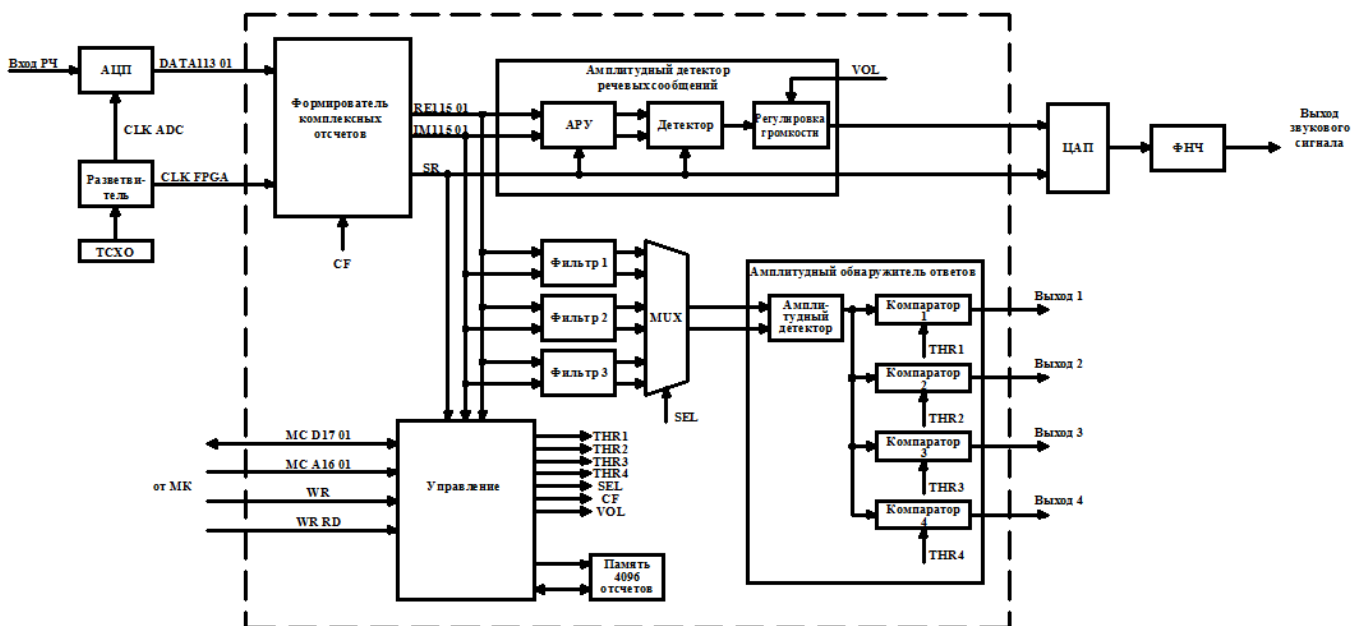 Вход РЧ
АЦП
DATA113 01
CLK ADC
Разветви-
тель
CLK FPGA
TCXO
Формирователь
комплексных
отсчетов
CF
RE115 01
IM115 01
SR
Амплитудный детектор
речевых сообщений
АРУ
Детектор
Регулировка
громкости
VOL
ЦАП
ФНЧ
Выход
звукового
сигнала
Фильтр 1
Фильтр 2
Фильтр 3
MUX
SEL
Амплитудный обнаружитель ответов
Ампли-
тудный
детектор
Компаратор
1
THR1
Выход 1
Компаратор
2
THR2
Выход 2
Компаратор
3
THR3
Выход 3
Компаратор
4
THR4
Выход 4
от МК
MC D17 01
MC A16 01
WR
WR RD
Управление
THR1
THR2
THR3
THR4
SEL
CF
VOL
Память
4096
отсчетов